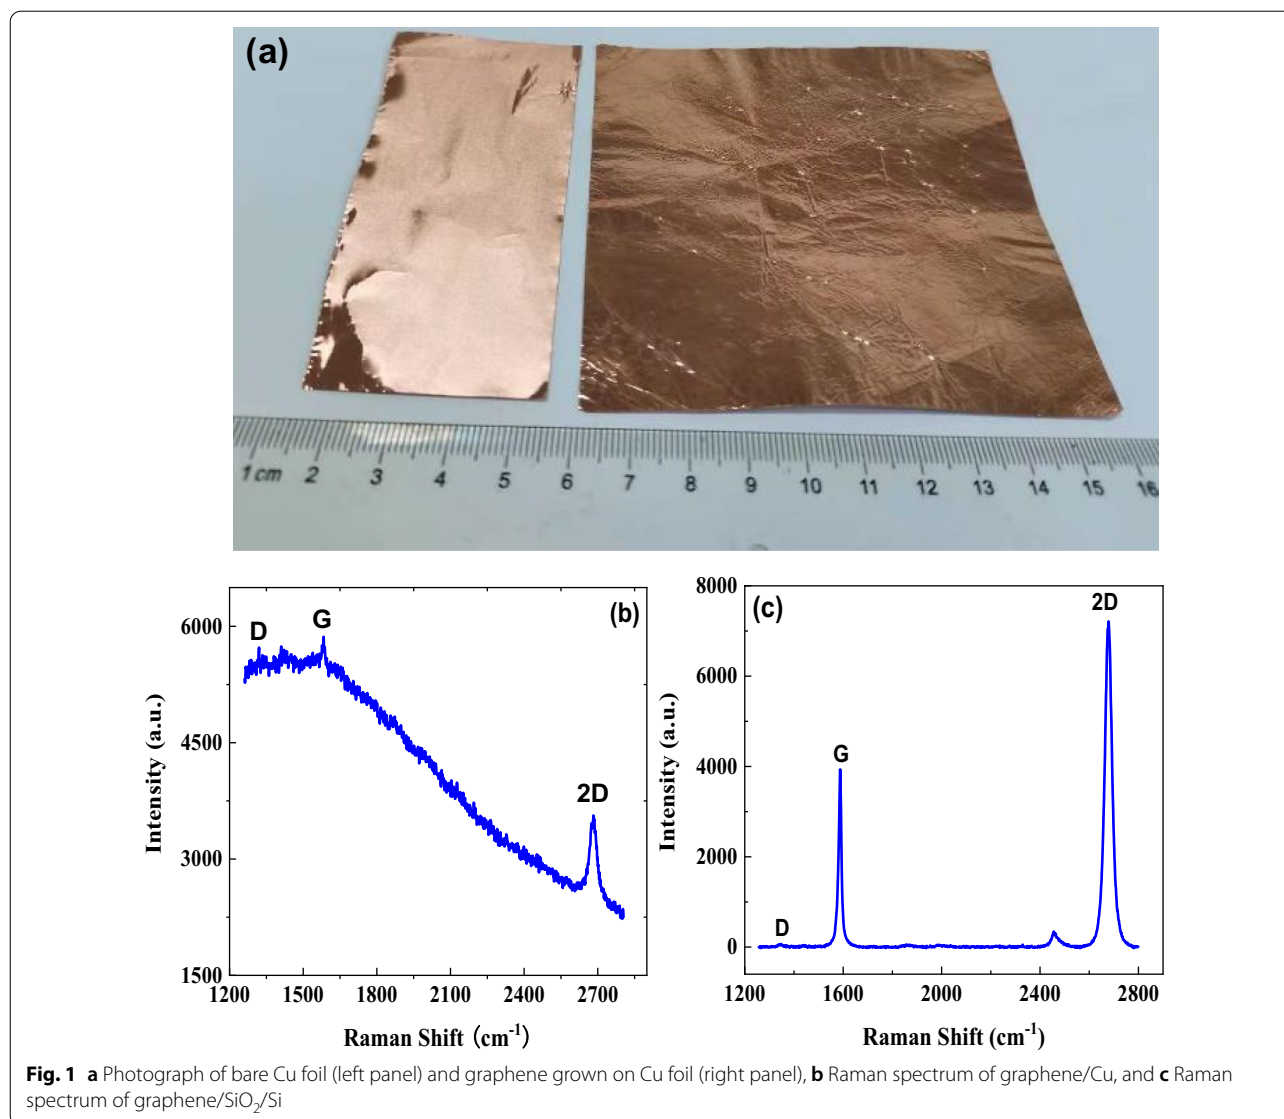 (a)
1 cm 2 3 4 5 6 7 8 9 10 11 12 13 14 15 16
(b)
D
G
2D
6000
4500
3000
1500
1200 1500 1800 2100 2400 2700
Intensity (a.u.)
Raman Shift (cm⁻¹)
(c)
2D
G
D
8000
6000
4000
2000
0
1200 1600 2000 2400 2800
Intensity (a.u.)
Raman Shift (cm⁻¹)
Fig. 1 a Photograph of bare Cu foil (left panel) and graphene grown on Cu foil (right panel), b Raman spectrum of graphene/Cu, and c Raman
spectrum of graphene/SiO₂/Si